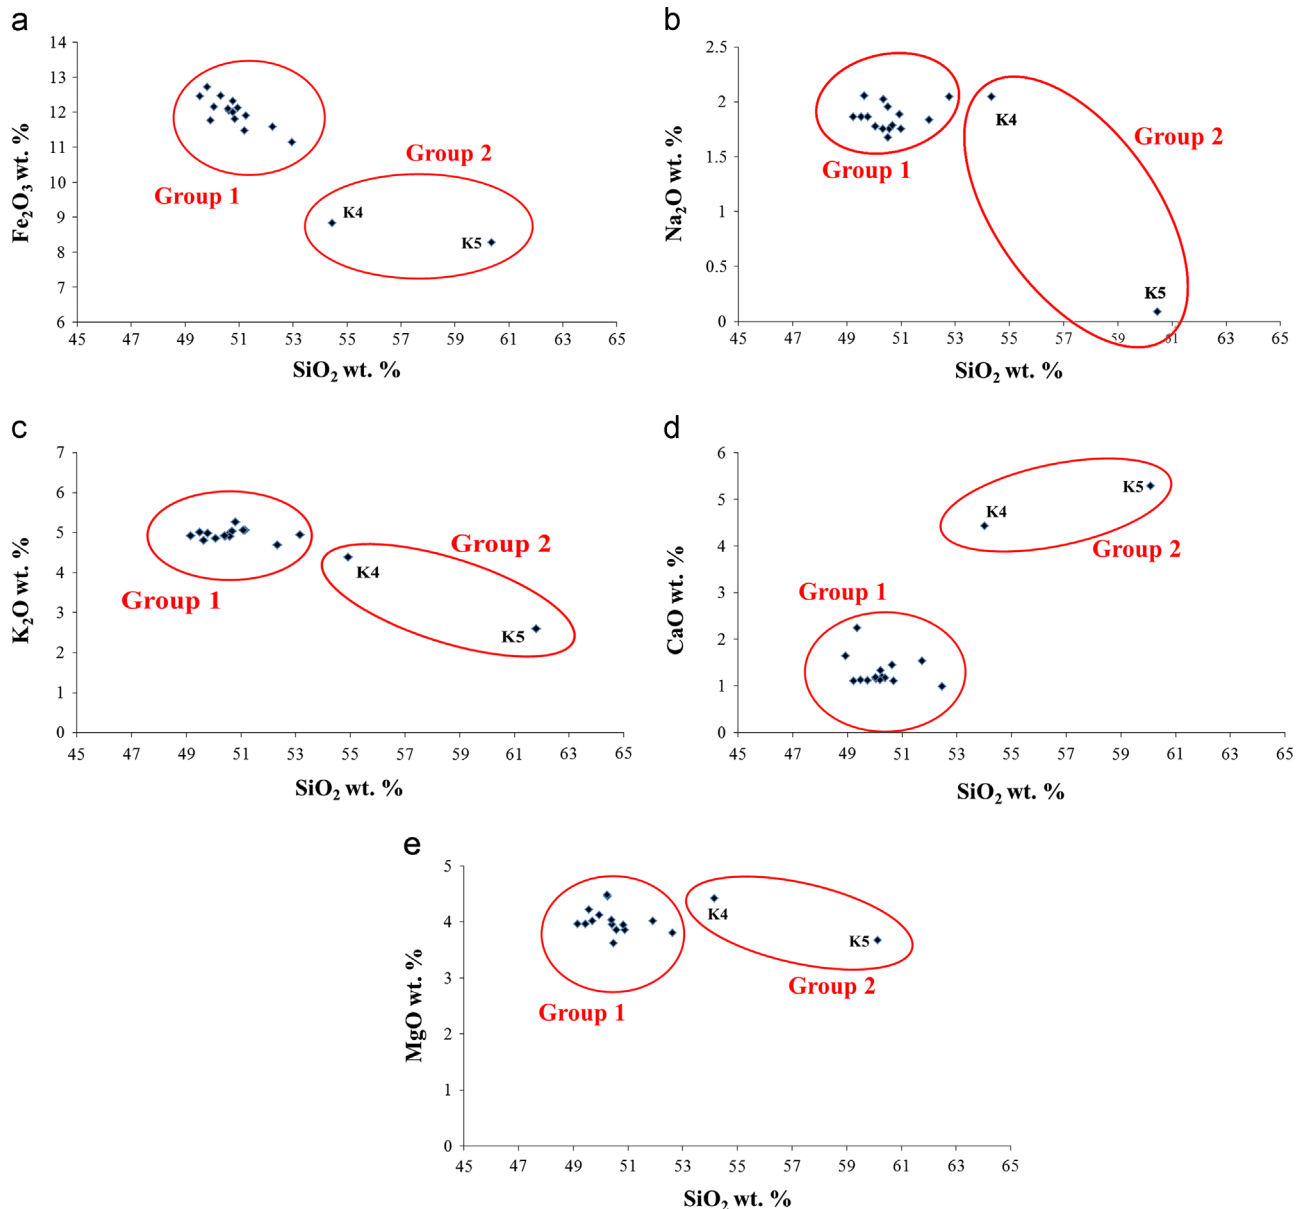 a
14
13
12
11
10
9
8
7
6
Fe2O3 wt. %
Group 1
Group 2
K4
K5
45 47 49 51 53 55 57 59 61 63 65
SiO2 wt. %
b
2.5
2
1.5
1
0.5
0
Na2O wt. %
Group 1
K4
Group 2
K5
45 47 49 51 53 55 57 59 61 63 65
SiO2 wt. %
c
7
6
5
4
3
2
1
0
K2O wt. %
Group 1
Group 2
K4
K5
45 47 49 51 53 55 57 59 61 63 65
SiO2 wt. %
d
6
5
4
3
2
1
0
CaO wt. %
K5
K4
Group 2
Group 1
45 47 49 51 53 55 57 59 61 63 65
SiO2 wt. %
e
5
4
3
2
1
0
MgO wt. %
K4
K5
Group 2
Group 1
45 47 49 51 53 55 57 59 61 63 65
SiO2 wt. %